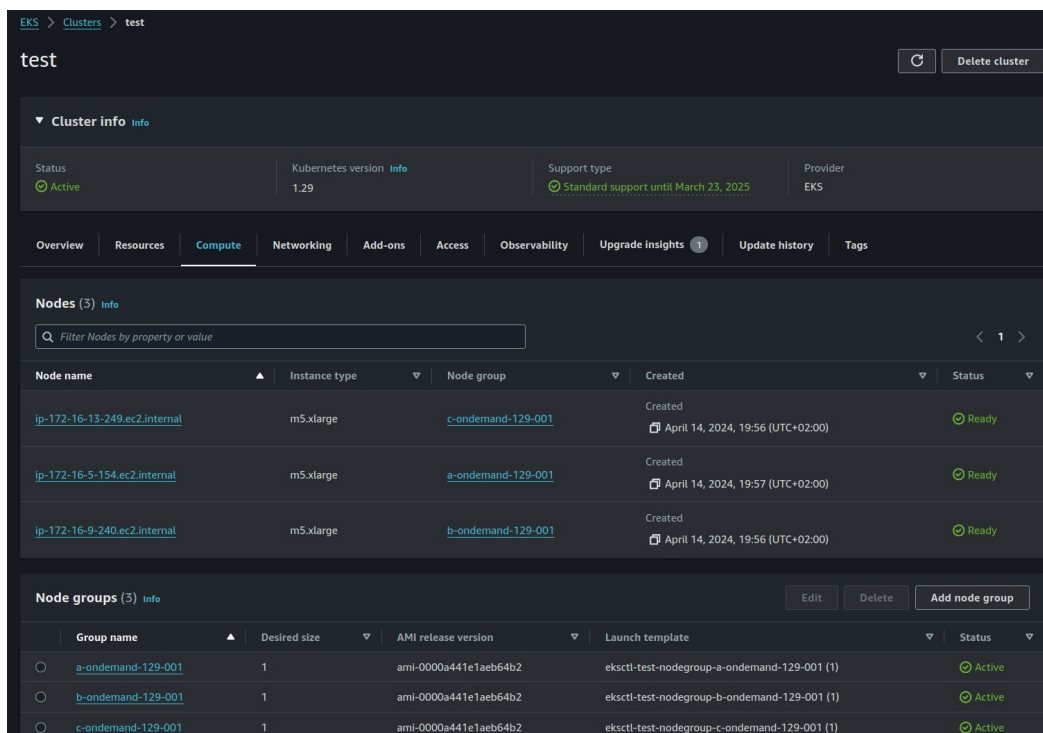 EKS > Clusters > test
test
Delete cluster
Cluster info Info
Status Kubernetes version Info Support type Provider
Active 1.29 Standard support until March 23, 2025 EKS
Overview Resources Compute Networking Add-ons Access Observability Upgrade insights 1 Update history Tags
Nodes (3) Info
Filter Nodes by property or value < 1 >
Node name Instance type Node group Created Status
Created
ip-172-16-13-249.ec2.internal m5.xlarge c-ondemand-129-001 April 14, 2024, 19:56 (UTC+02:00) Ready
Created
ip-172-16-5-154.ec2.internal m5.xlarge a-ondemand-129-001 April 14, 2024, 19:57 (UTC+02:00) Ready
Created
ip-172-16-9-240.ec2.internal m5.xlarge b-ondemand-129-001 April 14, 2024, 19:56 (UTC+02:00) Ready
Node groups (3) Info Edit Delete Add node group
Group name Desired size AMI release version Launch template Status
a-ondemand-129-001 1 ami-0000a441e1aeb64b2 eksctl-test-nodegroup-a-ondemand-129-001 (1) Active
b-ondemand-129-001 1 ami-0000a441e1aeb64b2 eksctl-test-nodegroup-b-ondemand-129-001 (1) Active
c-ondemand-129-001 1 ami-0000a441e1aeb64b2 eksctl-test-nodegroup-c-ondemand-129-001 (1) Active